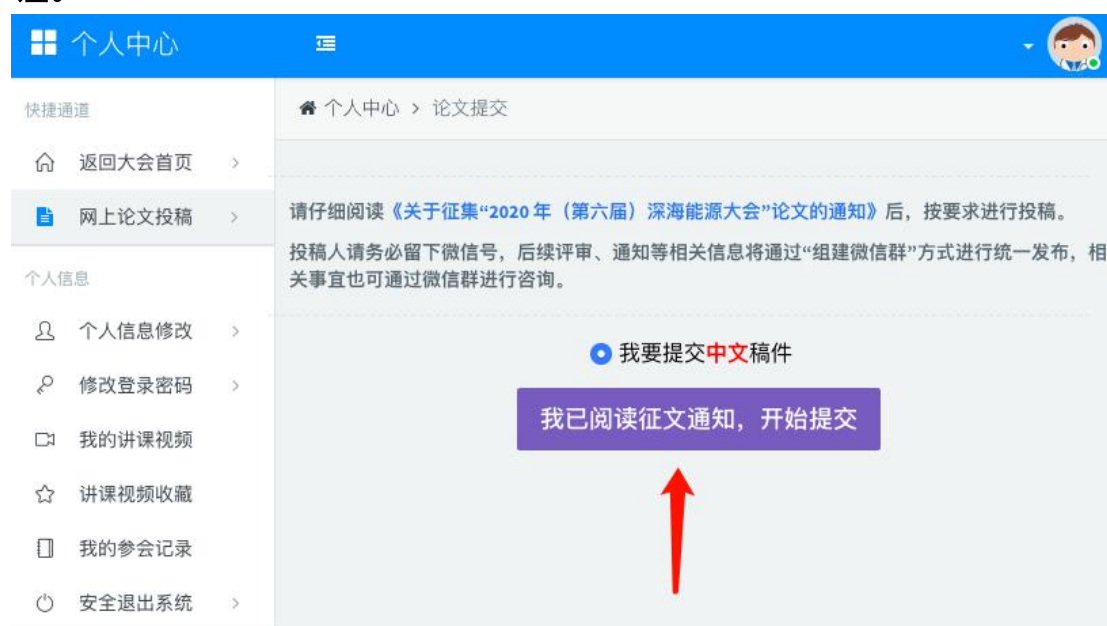 个人中心
快捷通道
个人中心 > 论文提交
返回大会首页
网上论文投稿
请仔细阅读《关于征集“2020 年（第六届）深海能源大会”论文的通知》后，按要求进行投稿。
投稿人请务必留下微信号，后续评审、通知等相关信息将通过“组建微信群”方式进行统一发布，相
关事宜也可通过微信群进行咨询。
个人信息
个人信息修改
我要提交中文稿件
修改登录密码
我已阅读征文通知，开始提交
我的讲课视频
讲课视频收藏
我的参会记录
安全退出系统